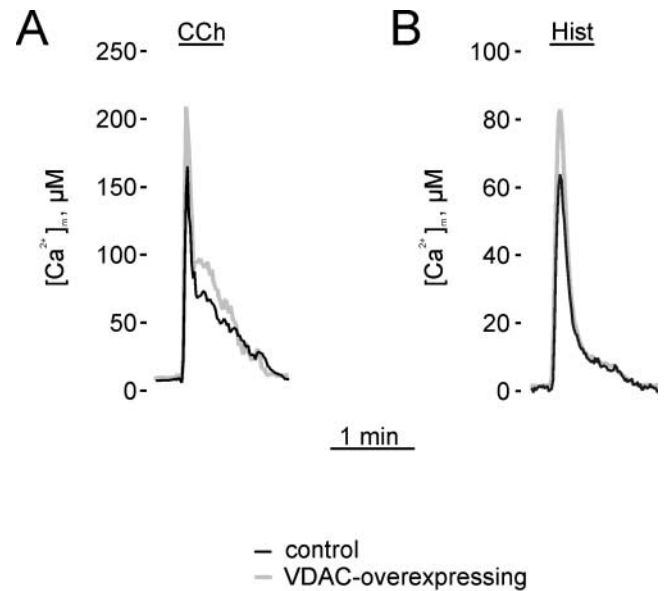 A
CCh
250
200
150
100
50
0
[Ca²⁺]ₘ, µM
B
Hist
100
80
60
40
20
0
[Ca²⁺]ₘ, µM
1 min
control
VDAC-overexpressing